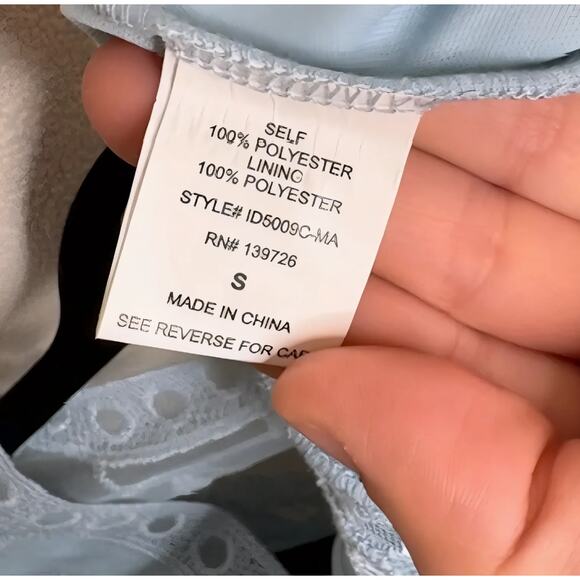 SELF
100% POLYESTER
LINING
100% POLYESTER
STYLE# ID5009C-MA
RN# 139726
S
MADE IN CHINA
SEE REVERSE FOR